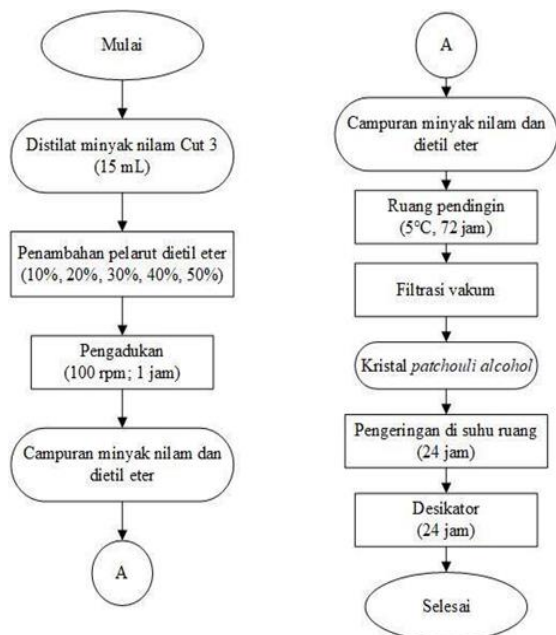 Mulai
Distilat minyak nilam Cut 3
(15 mL)
Penambahan pelarut dietil eter
(10%, 20%, 30%, 40%, 50%)
Pengadukan
(100 rpm; 1 jam)
Campuran minyak nilam dan
dietil eter
A
A
Campuran minyak nilam dan
dietil eter
Ruang pendingin
(5°C, 72 jam)
Filtrasi vakum
Kristal patchouli alcohol
Pengeringan di suhu ruang
(24 jam)
Desikator
(24 jam)
Selesai